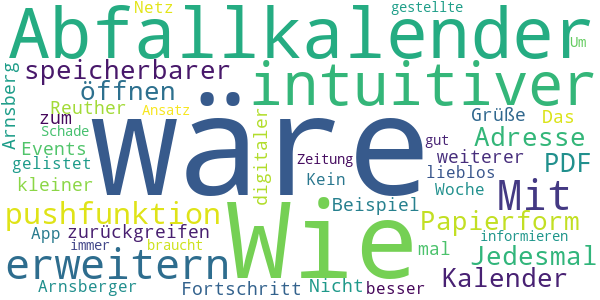 Netz gestellte
Abfallkalender Um
Arnsberg speicherbarer intuitiver
öffnen
Reuther Ansatz digitaler Grüße Das
zum wäre Adresse
Schade
Events Zeitung gut weiterer PDF
gelistet
kleiner Kein lieblos Woche Mit
pushfunktion Wie Beispiel Papierform
App zurückgreifen mal informieren
immer braucht
erweitern Jedesmal
Arnsberger Fortschritt Nicht besser Kalender